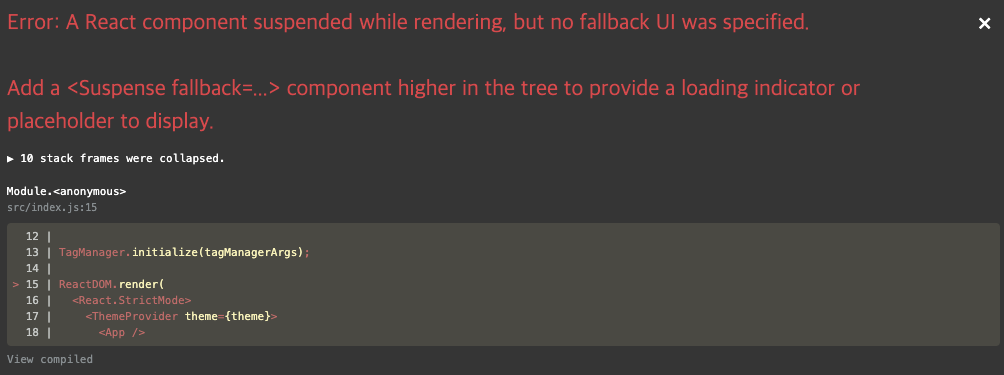 Error: A React component suspended while rendering, but no fallback UI was specified.
×
Add a <Suspense fallback=...> component higher in the tree to provide a loading indicator or
placeholder to display.
▶ 10 stack frames were collapsed.
Module.<anonymous>
src/index.js:15
12 |
13 | TagManager.initialize(tagManagerArgs);
14 |
> 15 | ReactDOM.render(
16 |   <React.StrictMode>
17 |     <ThemeProvider theme={theme}>
18 |       <App />
View compiled